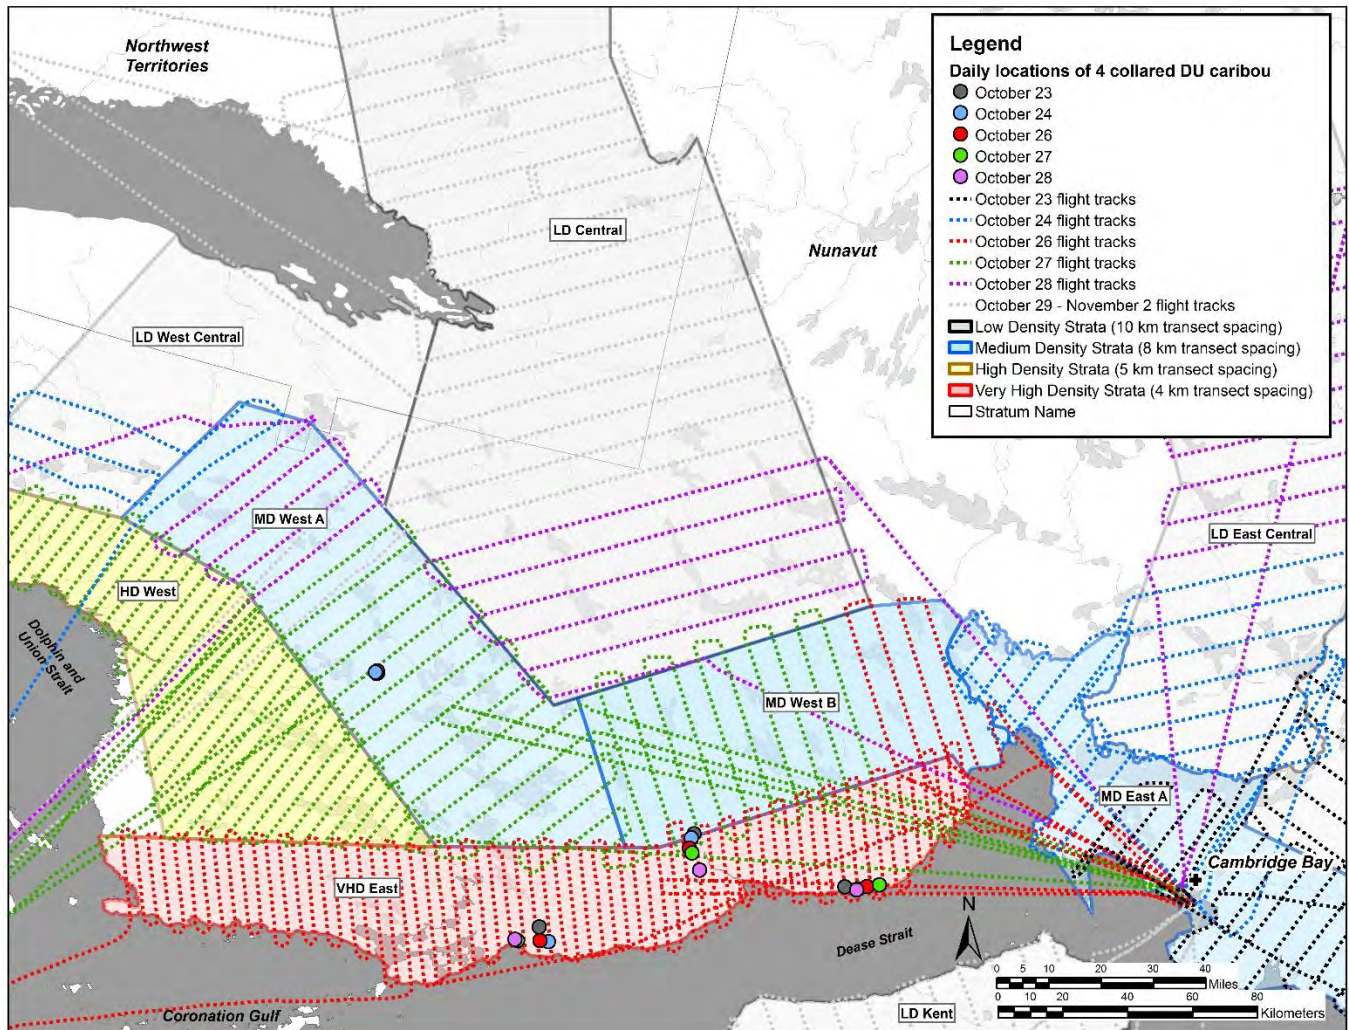 Northwest
Territories
Legend
Daily locations of 4 collared DU caribou
October 23
October 24
October 26
October 27
October 28
October 23 flight tracks
October 24 flight tracks
October 26 flight tracks
October 27 flight tracks
October 28 flight tracks
October 29 - November 2 flight tracks
Low Density Strata (10 km transect spacing)
Medium Density Strata (8 km transect spacing)
High Density Strata (5 km transect spacing)
Very High Density Strata (4 km transect spacing)
Stratum Name
LD Central
Nunavut
LD West Central
MD West A
LD East Central
HD West
Dolphin and
Union Strait
MD West B
MD East A
Cambridge Bay
VHD East
N
Dease Strait
0 5 10 20 30 40
Miles
0 10 20 40 60 80
Kilometers
LD Kent
Coronation Gulf